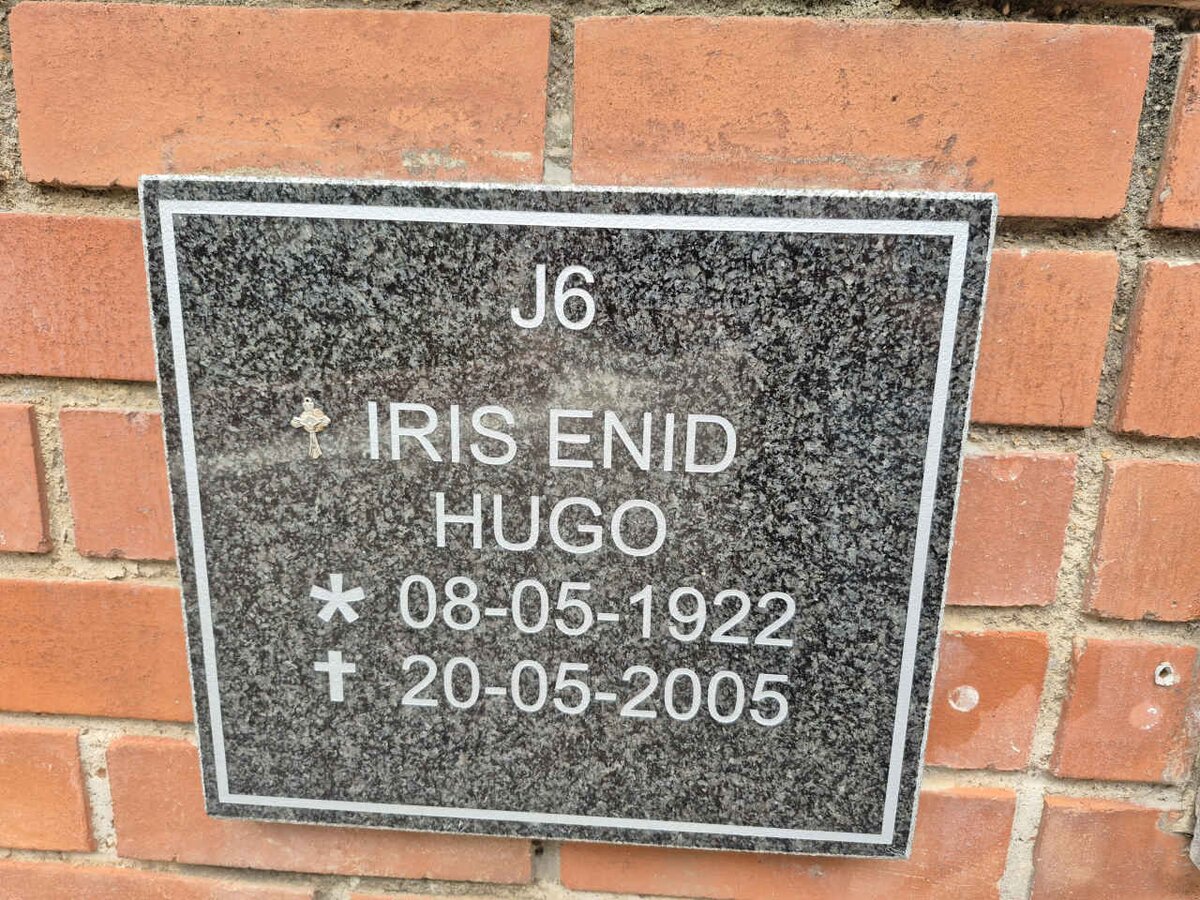 J6
IRIS ENID
HUGO
* 08-05-1922
✝ 20-05-2005